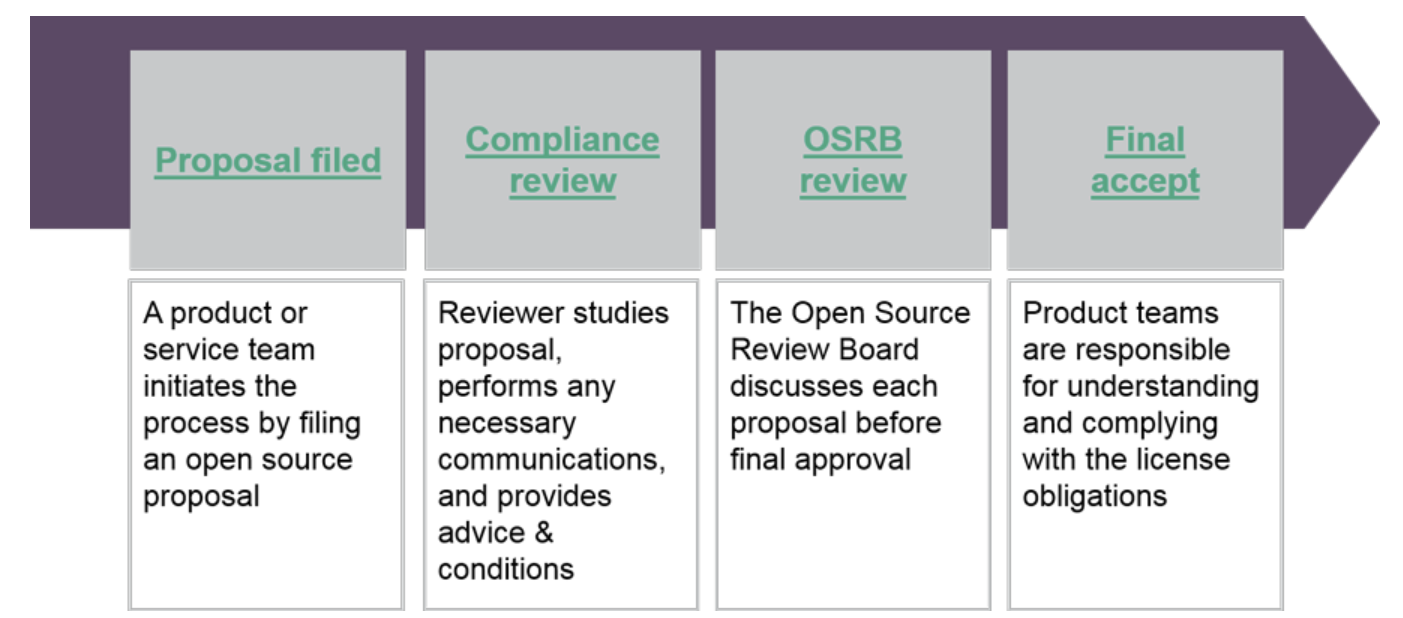 Proposal filed
A product or
service team
initiates the
process by filing
an open source
proposal
Compliance
review
Reviewer studies
proposal,
performs any
necessary
communications,
and provides
advice &
conditions
OSRB
review
The Open Source
Review Board
discusses each
proposal before
final approval
Final
accept
Product teams
are responsible
for understanding
and complying
with the license
obligations